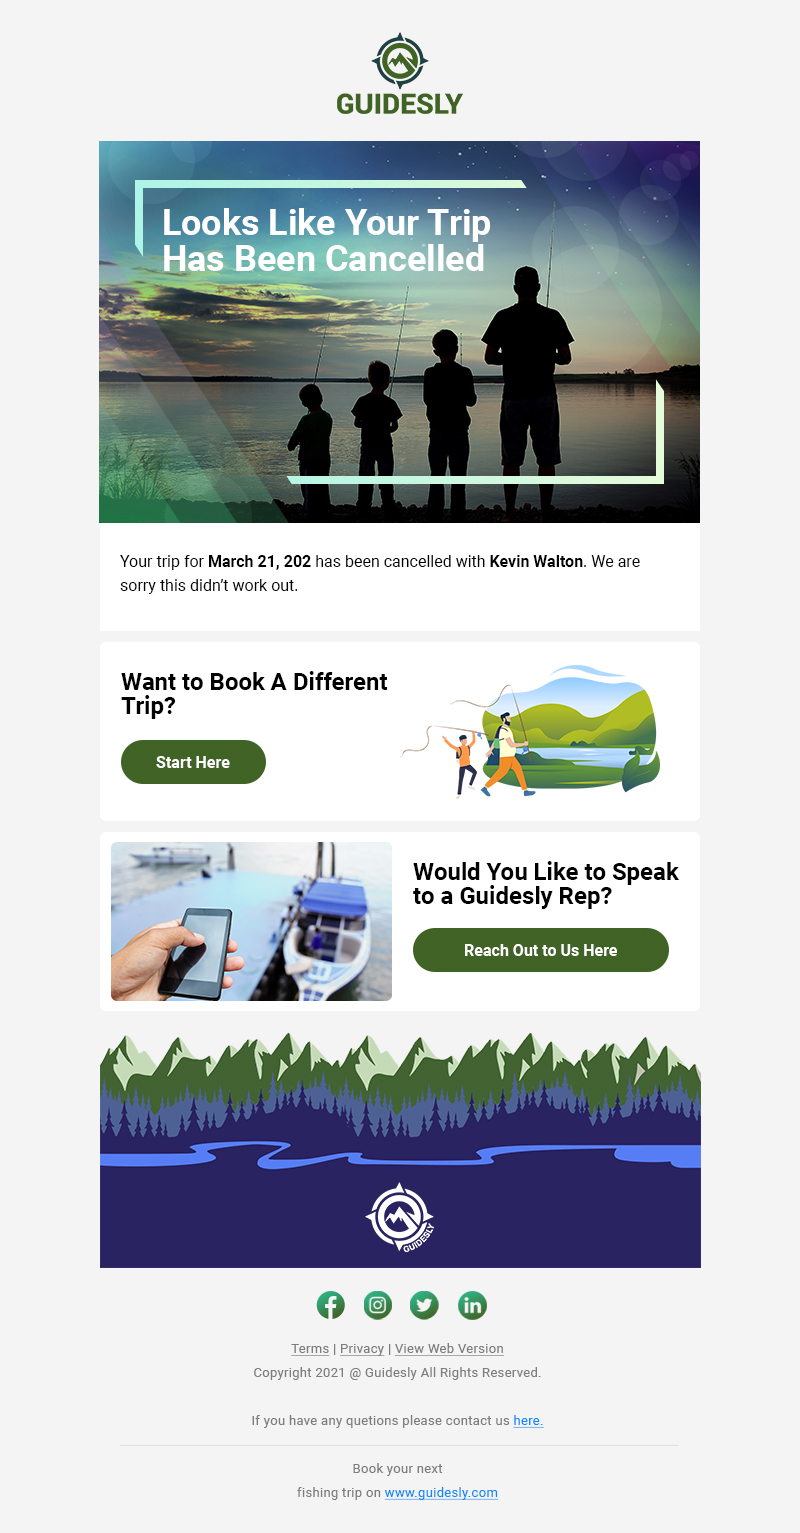 GUIDESLY
Looks Like Your Trip
Has Been Cancelled
Your trip for March 21, 202 has been cancelled with Kevin Walton. We are
sorry this didn’t work out.
Want to Book A Different
Trip?
Start Here
Would You Like to Speak
to a Guidesly Rep?
Reach Out to Us Here
GUIDESLY
Terms | Privacy | View Web Version
Copyright 2021 @ Guidesly All Rights Reserved.
If you have any quetions please contact us here.
Book your next
fishing trip on www.guidesly.com